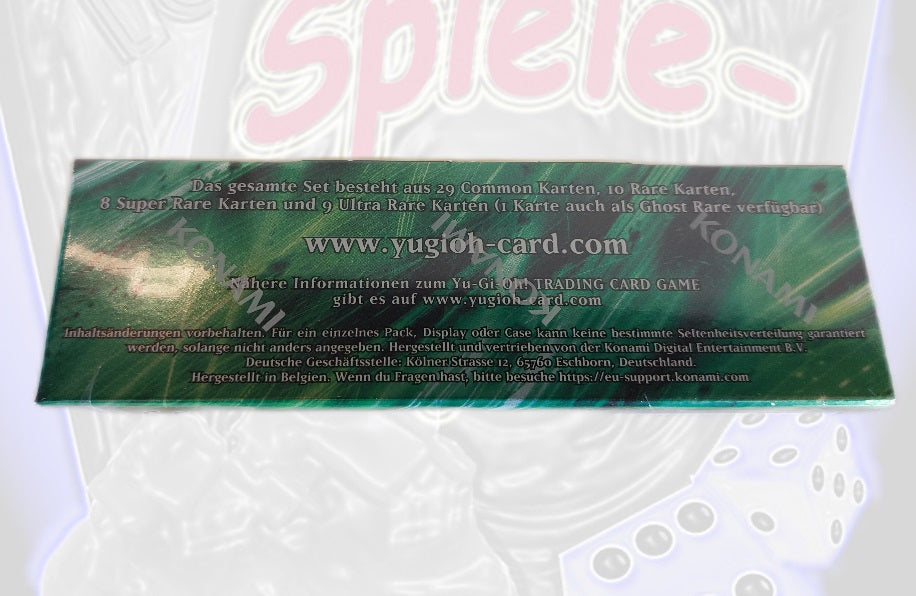 Spiele-
Das gesamte Set besteht aus 29 Common Karten, 10 Rare Karten,
8 Super Rare Karten und 9 Ultra Rare Karten (1 Karte auch als Ghost Rare verfügbar)
www.yugioh-card.com
Nähere Informationen zum Yu-Gi-Oh! TRADING CARD GAME
gibt es auf www.yugioh-card.com
KONAMI
KONAMI
KONAMI
Inhaltsänderungen vorbehalten. Für ein einzelnes Pack, Display oder Case kann keine bestimmte Seltenheitsverteilung garantiert
werden, solange nicht anders angegeben. Hergestellt und vertrieben von der Konami Digital Entertainment B.V.
Deutsche Geschäftsstelle: Kölner Strasse 12, 65760 Eschborn, Deutschland.
Hergestellt in Belgien. Wenn du Fragen hast, bitte besuche https://eu-support.konami.com